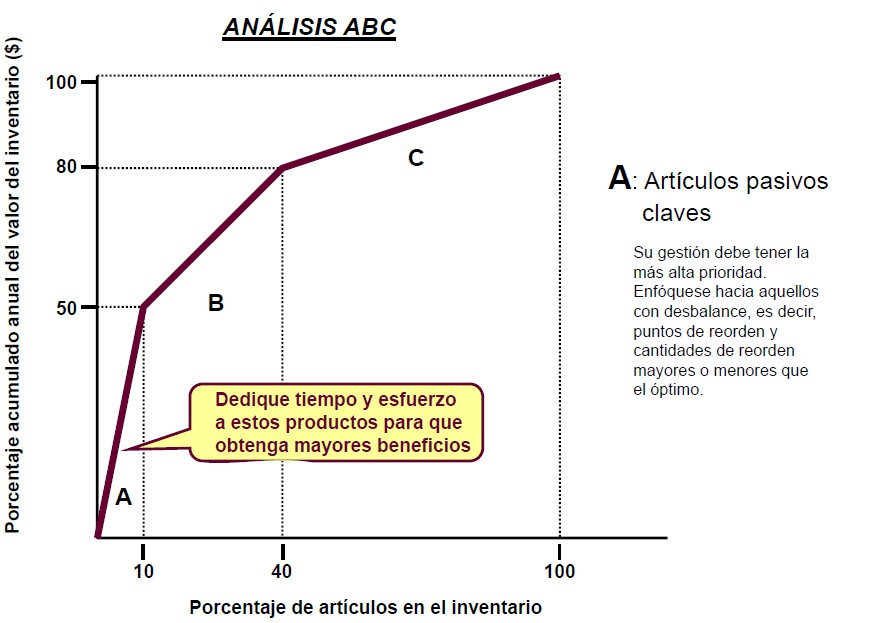 ANÁLISIS ABC
Porcentaje acumulado anual del valor del inventario ($)
100
80
50
A
B
C
Dedique tiempo y esfuerzo
a estos productos para que
obtenga mayores beneficios
10
40
100
Porcentaje de artículos en el inventario
A: Artículos pasivos
claves
Su gestión debe tener la
más alta prioridad.
Enfóquese hacia aquellos
con desbalance, es decir,
puntos de reorden y
cantidades de reorden
mayores o menores que
el óptimo.